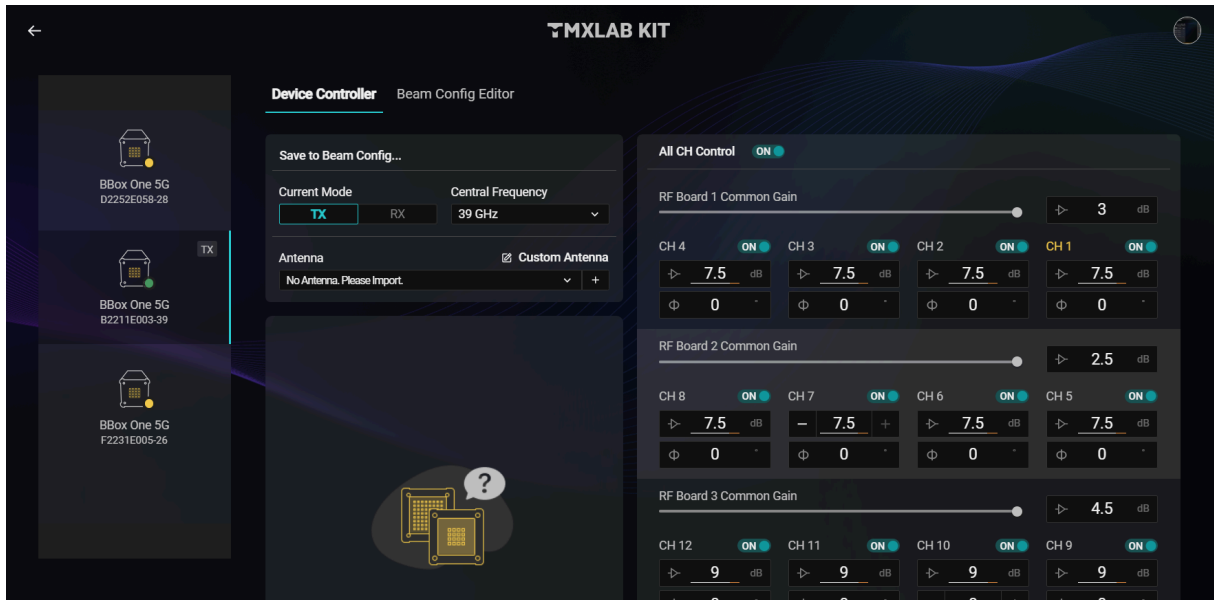 TMXLAB KIT
BBox One 5G
D2252E058-28
TX
BBox One 5G
B2211E003-39
BBox One 5G
F2231E005-26
Device Controller Beam Config Editor
Save to Beam Config...
Current Mode Central Frequency
TX RX 39 GHz
Antenna Custom Antenna
No Antenna. Please Import. +
?
All CH Control ON
RF Board 1 Common Gain
3 dB
CH 4 ON CH 3 ON CH 2 ON CH 1 ON
7.5 dB 7.5 dB 7.5 dB 7.5 dB
Φ 0 ° Φ 0 ° Φ 0 ° Φ 0 °
RF Board 2 Common Gain
2.5 dB
CH 8 ON CH 7 ON CH 6 ON CH 5 ON
7.5 dB − 7.5 + 7.5 dB 7.5 dB
Φ 0 ° Φ 0 ° Φ 0 ° Φ 0 °
RF Board 3 Common Gain
4.5 dB
CH 12 ON CH 11 ON CH 10 ON CH 9 ON
9 dB 9 dB 9 dB 9 dB